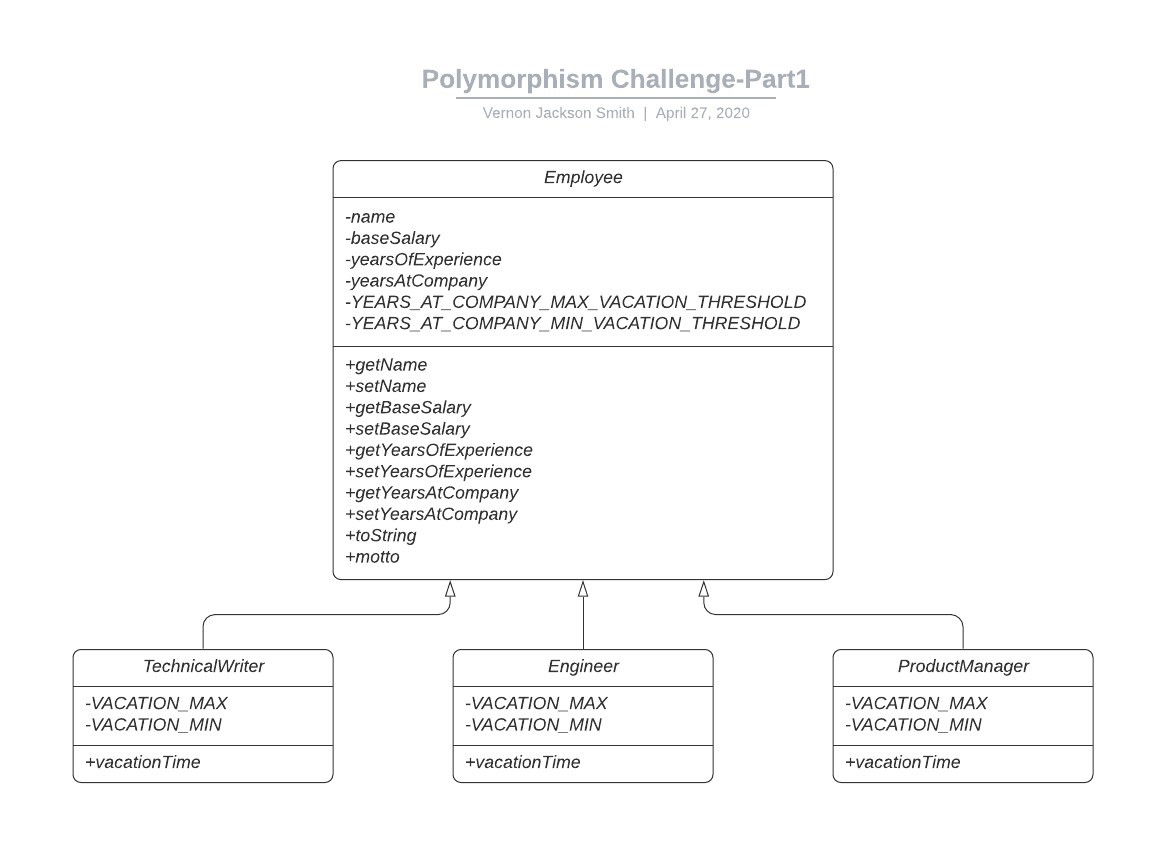 Polymorphism Challenge-Part1
Vernon Jackson Smith | April 27, 2020
Employee
-name
-baseSalary
-yearsOfExperience
-yearsAtCompany
-YEARS_AT_COMPANY_MAX_VACATION_THRESHOLD
-YEARS_AT_COMPANY_MIN_VACATION_THRESHOLD
+getName
+setName
+getBaseSalary
+setBaseSalary
+getYearsOfExperience
+setYearsOfExperience
+getYearsAtCompany
+setYearsAtCompany
+toString
+motto
TechnicalWriter
-VACATION_MAX
-VACATION_MIN
+vacationTime
Engineer
-VACATION_MAX
-VACATION_MIN
+vacationTime
ProductManager
-VACATION_MAX
-VACATION_MIN
+vacationTime